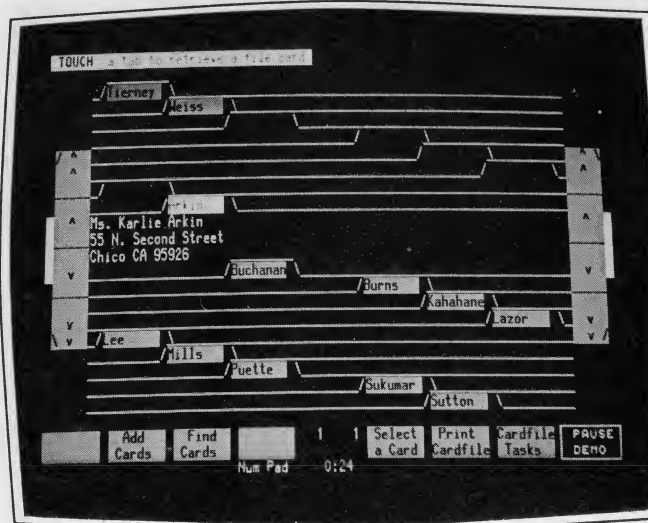 TOUCH a tab to retrieve a file card
Tierney
Weiss
Arkin
Ms. Karlie Arkin
55 N. Second Street
Chico CA 95926
Buchanan
Burns
Kahahane
Lazor
Lee
Mills
Puette
Sukumar
Sutton
Add Cards
Find Cards
Num Pad
1 1
0:24
Select a Card
Print Cardfile
Cardfile Tasks
PAUSE DEMO